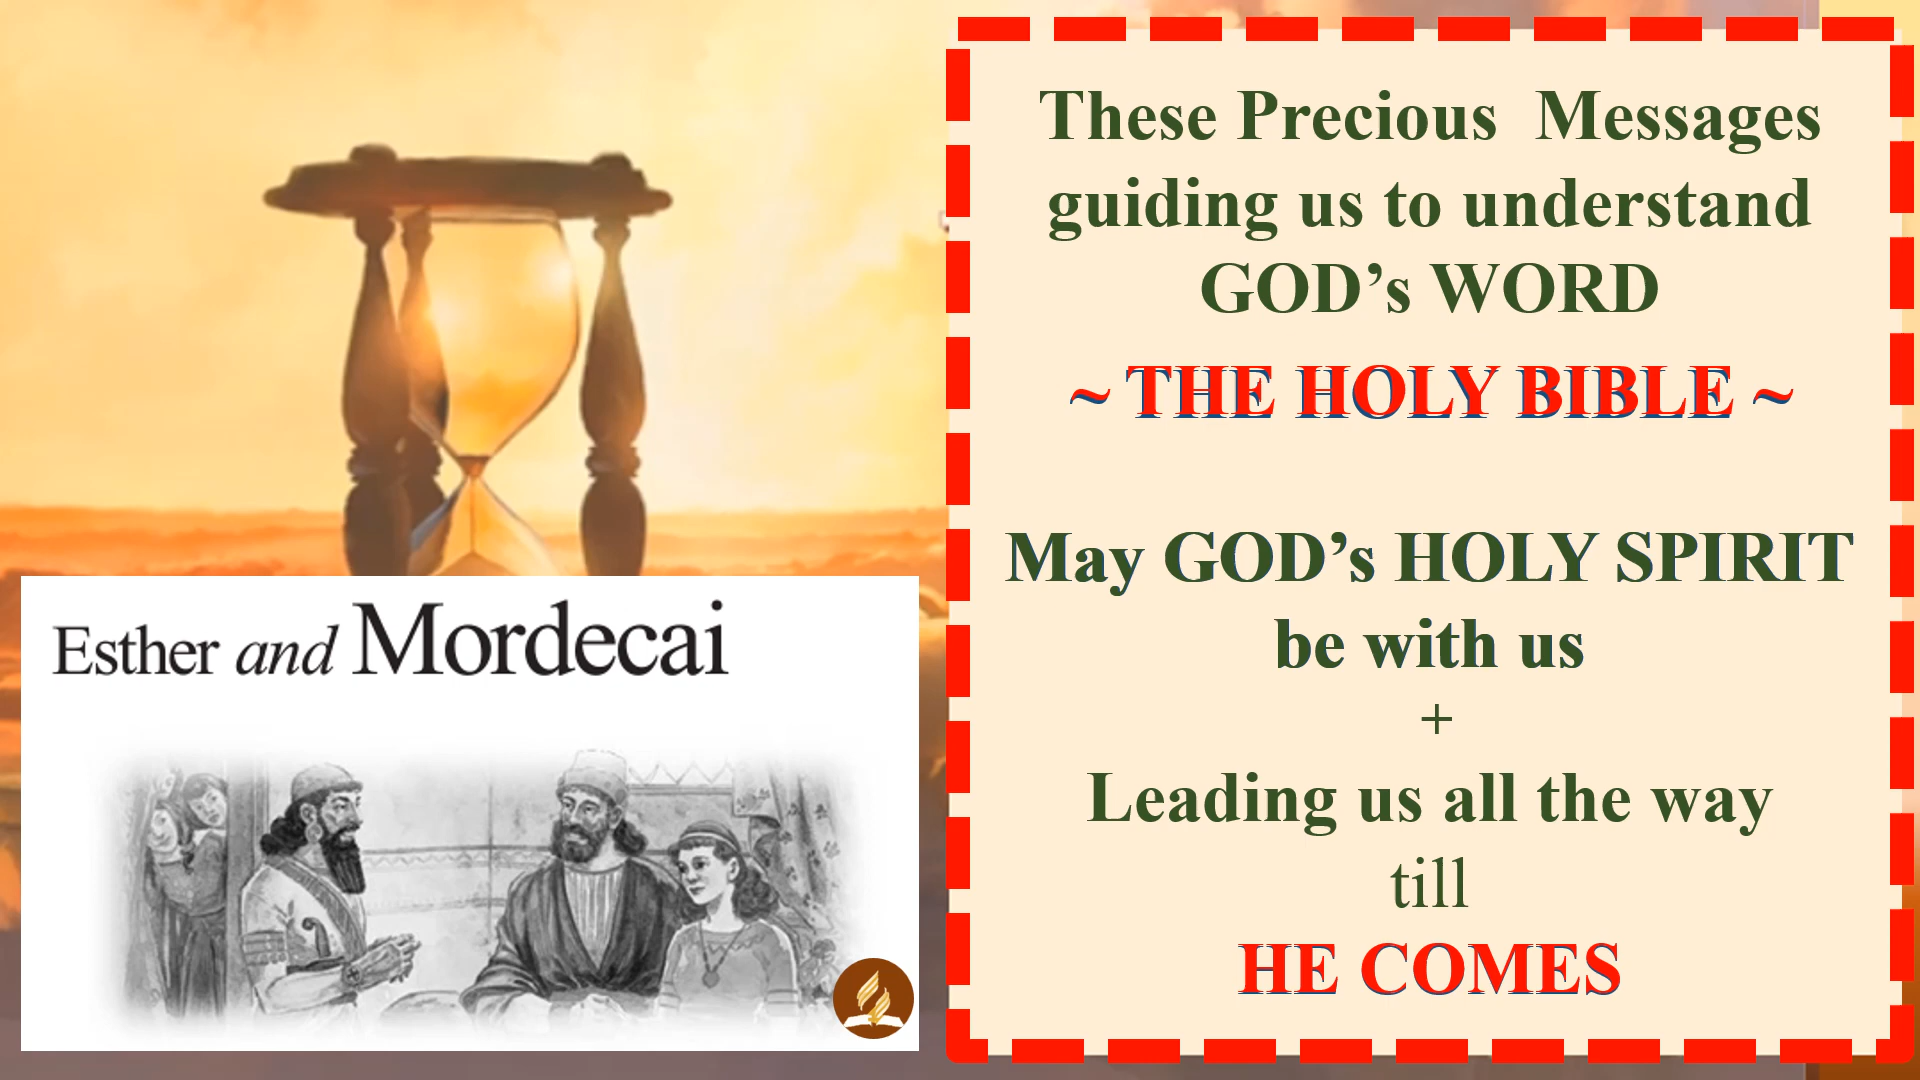 These Precious  Messages
guiding us to understand
GOD’s WORD
~ THE HOLY BIBLE ~
May GOD’s HOLY SPIRIT
be with us
+
Leading us all the way
till
HE COMES
Esther and Mordecai